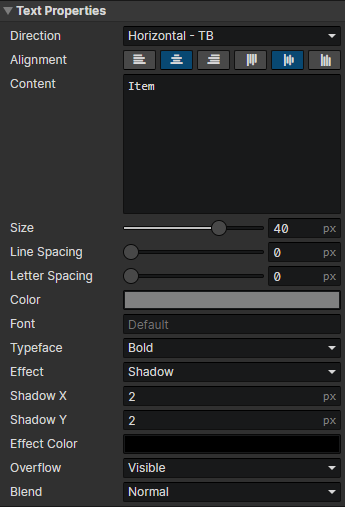 Text Properties
Direction Horizontal - TB
Alignment
Content Item
Size 40 px
Line Spacing 0 px
Letter Spacing 0 px
Color
Font Default
Typeface Bold
Effect Shadow
Shadow X 2 px
Shadow Y 2 px
Effect Color
Overflow Visible
Blend Normal